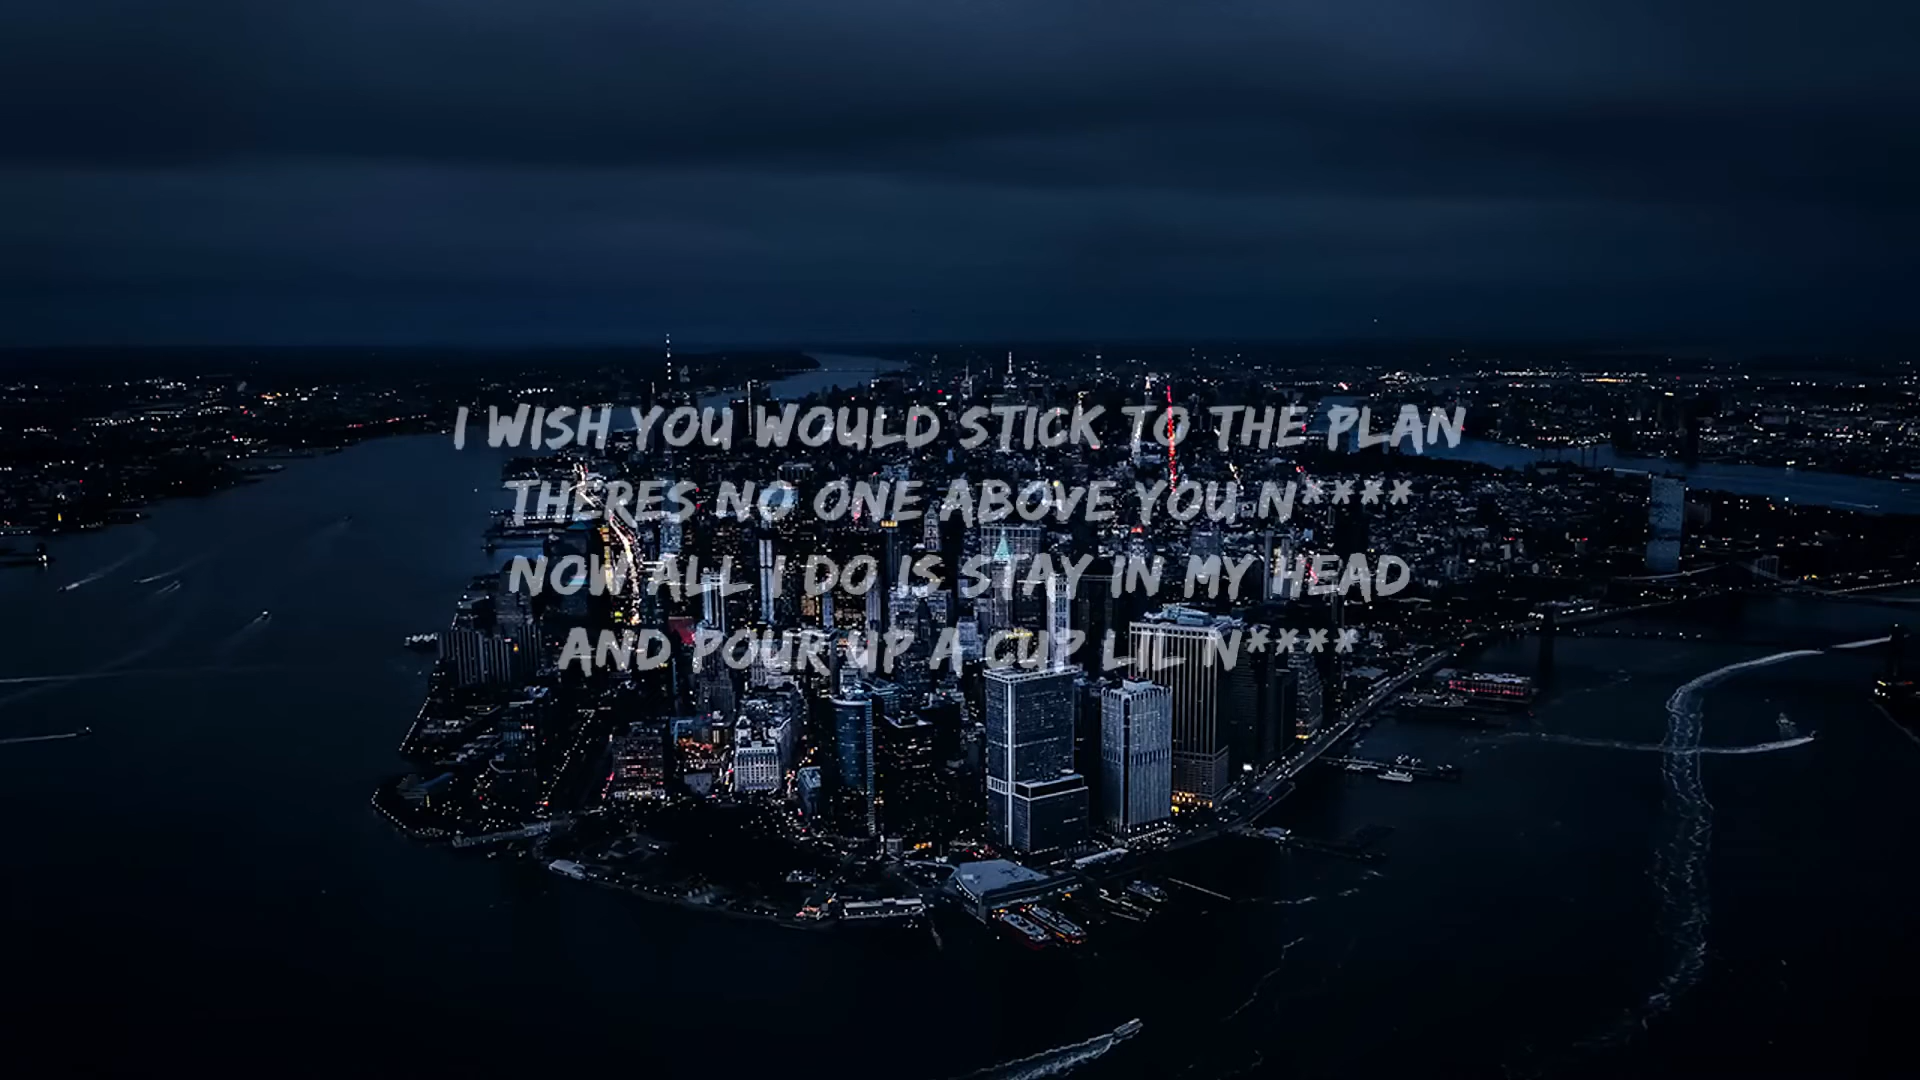 I WISH YOU WOULD STICK TO THE PLAN
THERES NO ONE ABOVE YOU N****
NOW ALL I DO IS STAY IN MY HEAD
AND POUR UP A CUP LIL N****